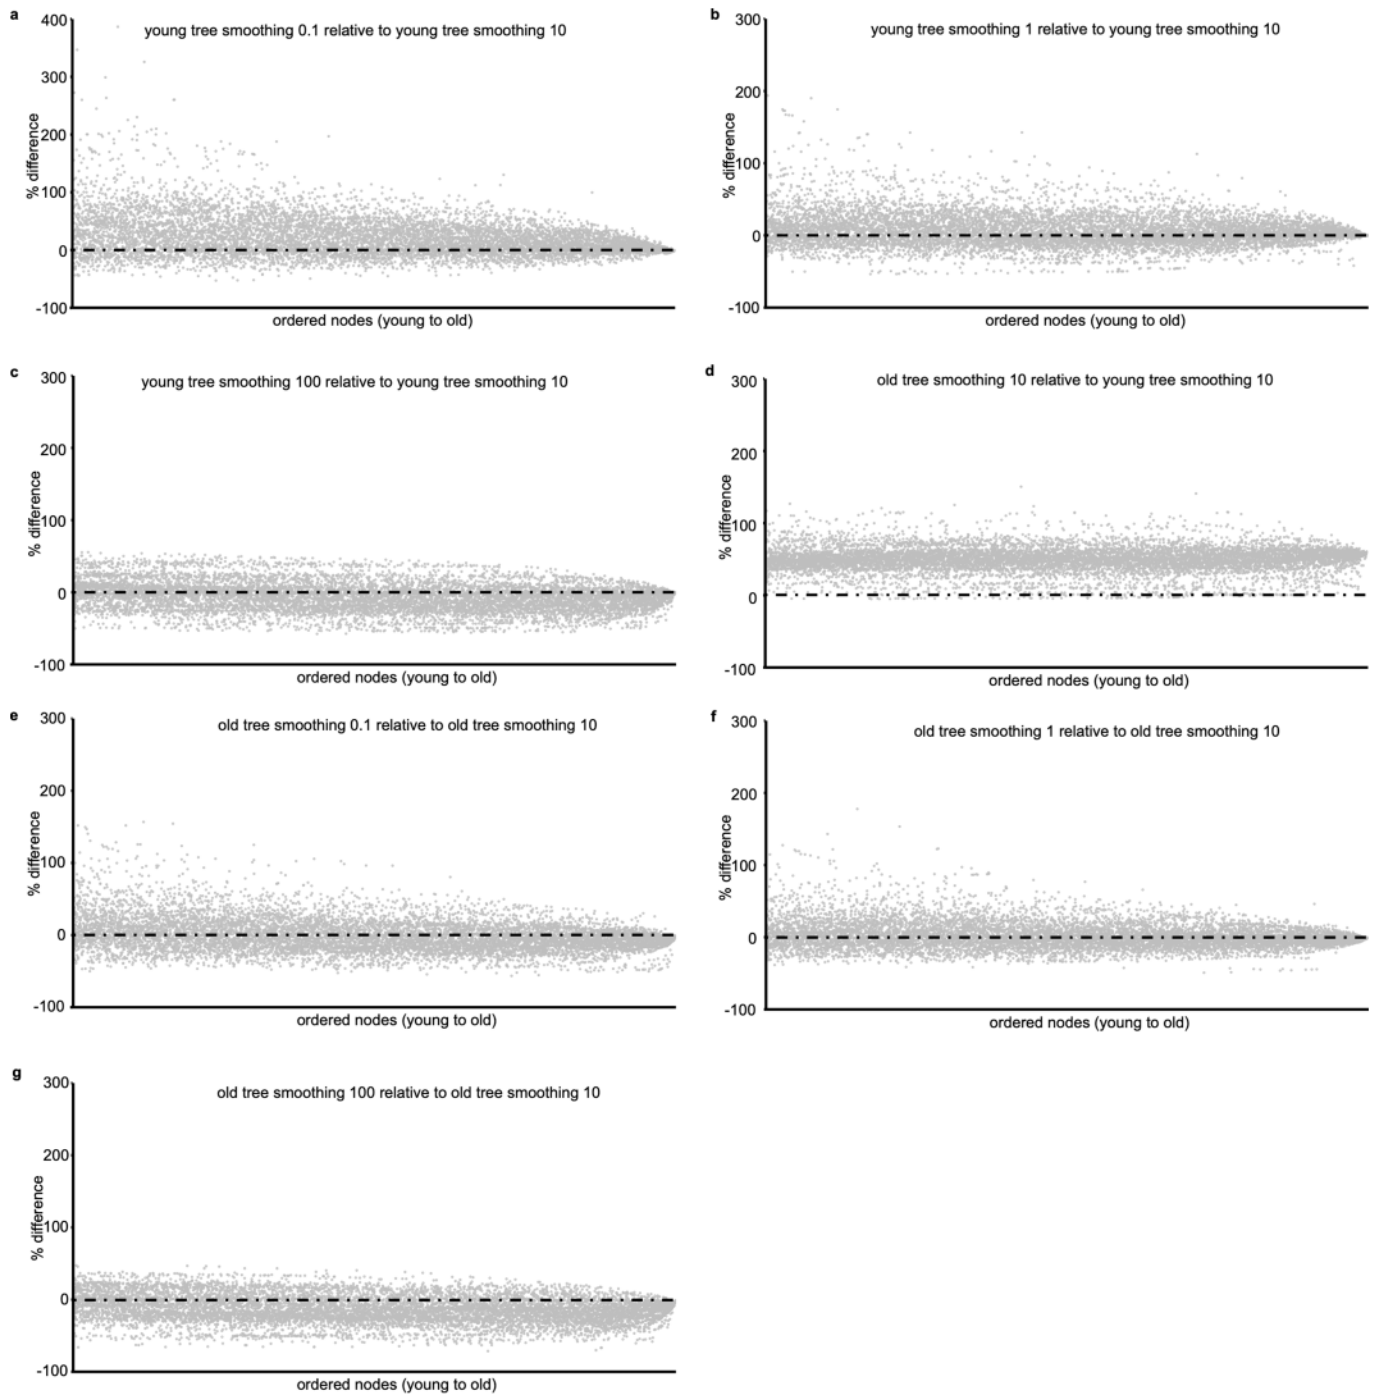 a
young tree smoothing 0.1 relative to young tree smoothing 10
400
300
200
100
0
-100
% difference
ordered nodes (young to old)
b
young tree smoothing 1 relative to young tree smoothing 10
300
200
100
0
-100
% difference
ordered nodes (young to old)
c
young tree smoothing 100 relative to young tree smoothing 10
300
200
100
0
-100
% difference
ordered nodes (young to old)
d
old tree smoothing 10 relative to young tree smoothing 10
300
200
100
0
-100
% difference
ordered nodes (young to old)
e
old tree smoothing 0.1 relative to old tree smoothing 10
300
200
100
0
-100
% difference
ordered nodes (young to old)
f
old tree smoothing 1 relative to old tree smoothing 10
300
200
100
0
-100
% difference
ordered nodes (young to old)
g
old tree smoothing 100 relative to old tree smoothing 10
300
200
100
0
-100
% difference
ordered nodes (young to old)